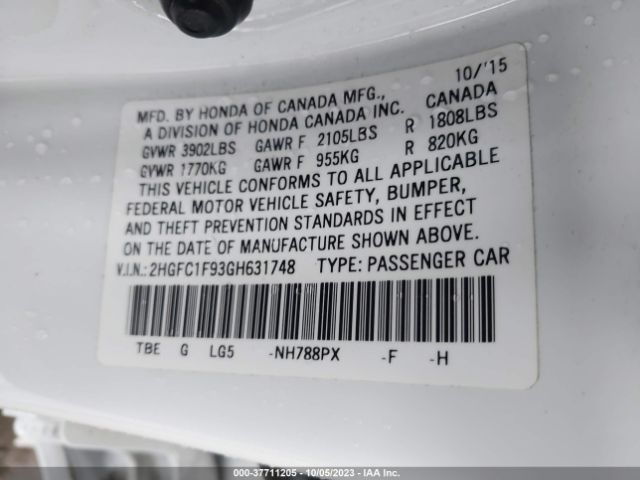 10/'15
MFD. BY HONDA OF CANADA MFG., CANADA
A DIVISION OF HONDA CANADA INC.
GVWR 3902LBS GAWR F 2105LBS R 1808LBS
GVWR 1770KG GAWR F 955KG R 820KG
THIS VEHICLE CONFORMS TO ALL APPLICABLE
FEDERAL MOTOR VEHICLE SAFETY, BUMPER,
AND THEFT PREVENTION STANDARDS IN EFFECT
ON THE DATE OF MANUFACTURE SHOWN ABOVE.
V.I.N.: 2HGFC1F93GH631748 TYPE: PASSENGER CAR
TBE G LG5 -NH788PX -F -H
000-37711205 - 10/05/2023 - IAA Inc.